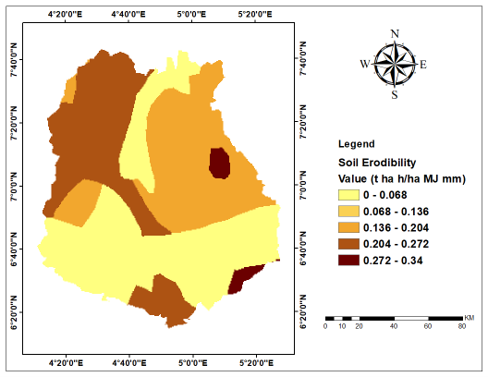 4°20'0"E 4°40'0"E 5°0'0"E 5°20'0"E
N
W E
S
7°40'0"N 7°40'0"N
7°20'0"N 7°20'0"N
7°0'0"N 7°0'0"N
6°40'0"N 6°40'0"N
6°20'0"N 6°20'0"N
Legend
Soil Erodibility
Value (t ha h/ha MJ mm)
0 - 0.068
0.068 - 0.136
0.136 - 0.204
0.204 - 0.272
0.272 - 0.34
KM
0 10 20 40 60 80
4°20'0"E 4°40'0"E 5°0'0"E 5°20'0"E